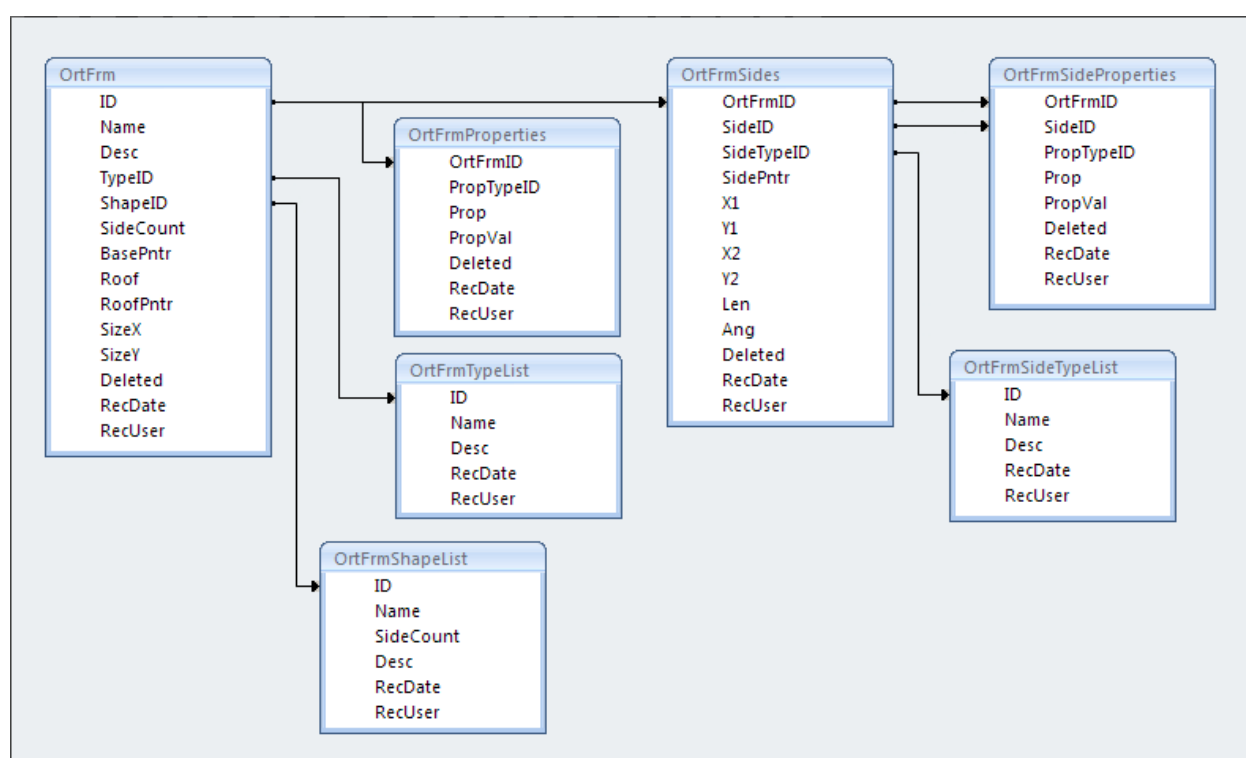 OrtFrm
ID
Name
Desc
TypeID
ShapeID
SideCount
BasePntr
Roof
RoofPntr
SizeX
SizeY
Deleted
RecDate
RecUser
OrtFrmProperties
OrtFrmID
PropTypeID
Prop
PropVal
Deleted
RecDate
RecUser
OrtFrmTypeList
ID
Name
Desc
RecDate
RecUser
OrtFrmShapeList
ID
Name
SideCount
Desc
RecDate
RecUser
OrtFrmSides
OrtFrmID
SideID
SideTypeID
SidePntr
X1
Y1
X2
Y2
Len
Ang
Deleted
RecDate
RecUser
OrtFrmSideProperties
OrtFrmID
SideID
PropTypeID
Prop
PropVal
Deleted
RecDate
RecUser
OrtFrmSideTypeList
ID
Name
Desc
RecDate
RecUser